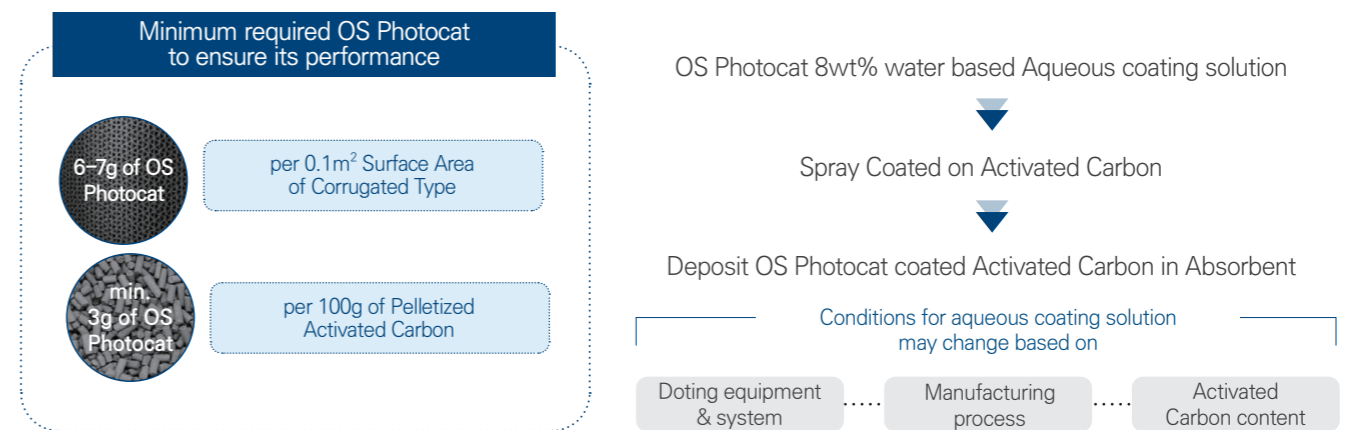 Minimum required OS Photocat
to ensure its performance
6–7g of OS
Photocat
per 0.1m² Surface Area
of Corrugated Type
min.
3g of OS
Photocat
per 100g of Pelletized
Activated Carbon
OS Photocat 8wt% water based Aqueous coating solution
Spray Coated on Activated Carbon
Deposit OS Photocat coated Activated Carbon in Absorbent
Conditions for aqueous coating solution
may change based on
Doting equipment
& system
.....
Manufacturing
process
.....
Activated
Carbon content